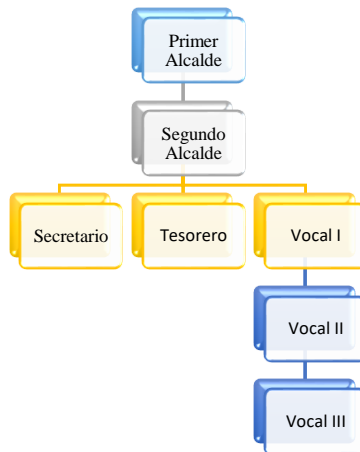 Primer
Alcalde
Segundo
Alcalde
Secretario
Tesorero
Vocal I
Vocal II
Vocal III